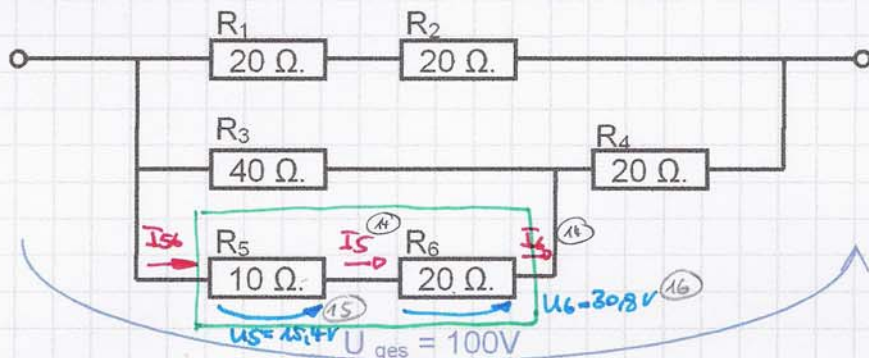 R1 R2
20 Ω. 20 Ω.
R3 R4
40 Ω. 20 Ω.
I56 R5 I5 14 R6 I6 14
10 Ω. 20 Ω.
U5=15,4V 15 U6=30,8V 16
U ges = 100V